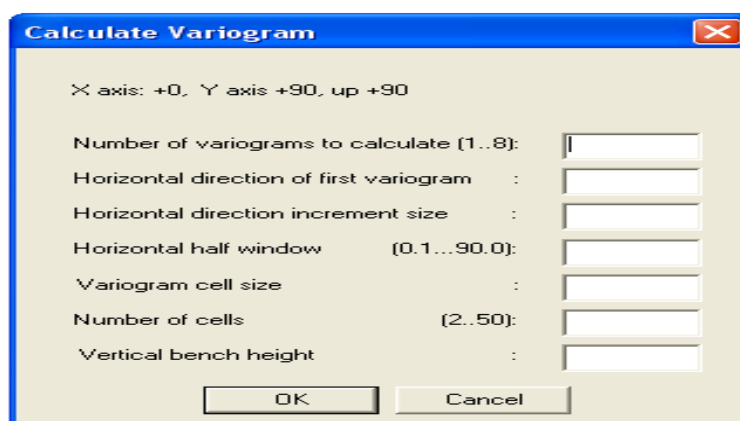 Calculate Variogram
X axis: +0, Y axis +90, up +90
Number of variograms to calculate (1..8):
Horizontal direction of first variogram :
Horizontal direction increment size :
Horizontal half window (0.1...90.0):
Variogram cell size :
Number of cells (2..50):
Vertical bench height :
OK Cancel